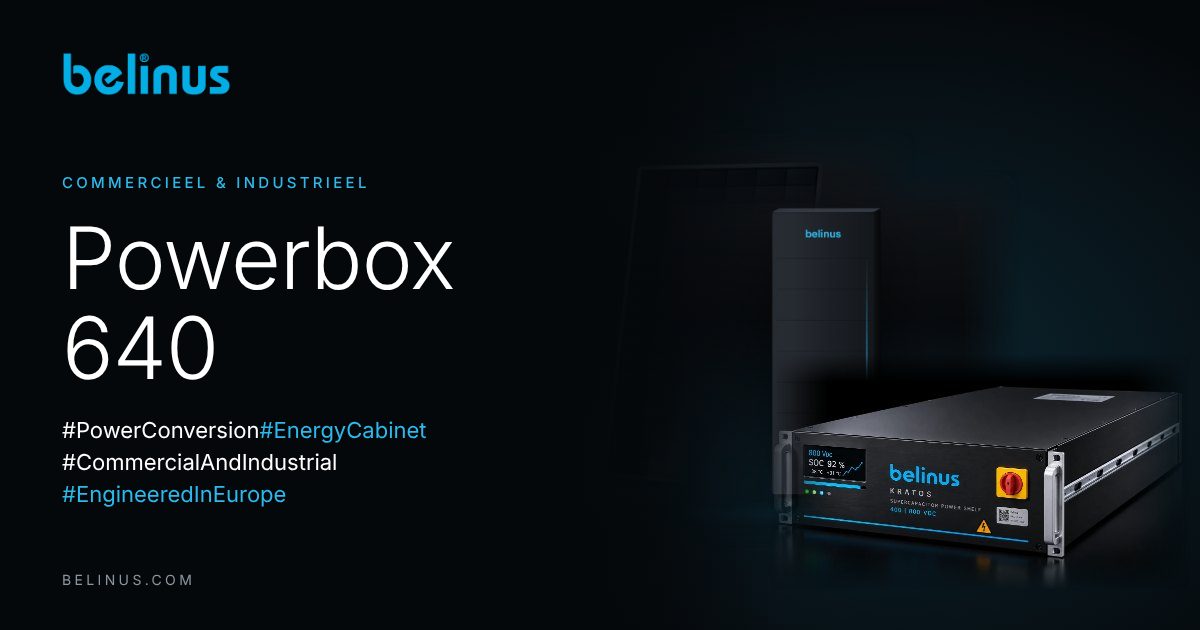 belinus®
COMMERCIEEL & INDUSTRIEEL
Powerbox
640
#PowerConversion#EnergyCabinet
#CommercialAndIndustrial
#EngineeredInEurope
BELINUS.COM
belinus
800 Vdc
SOC 92 %
belinus
KRATOS
SUPERCAPACITOR POWER SHELF
400 | 800 VDC